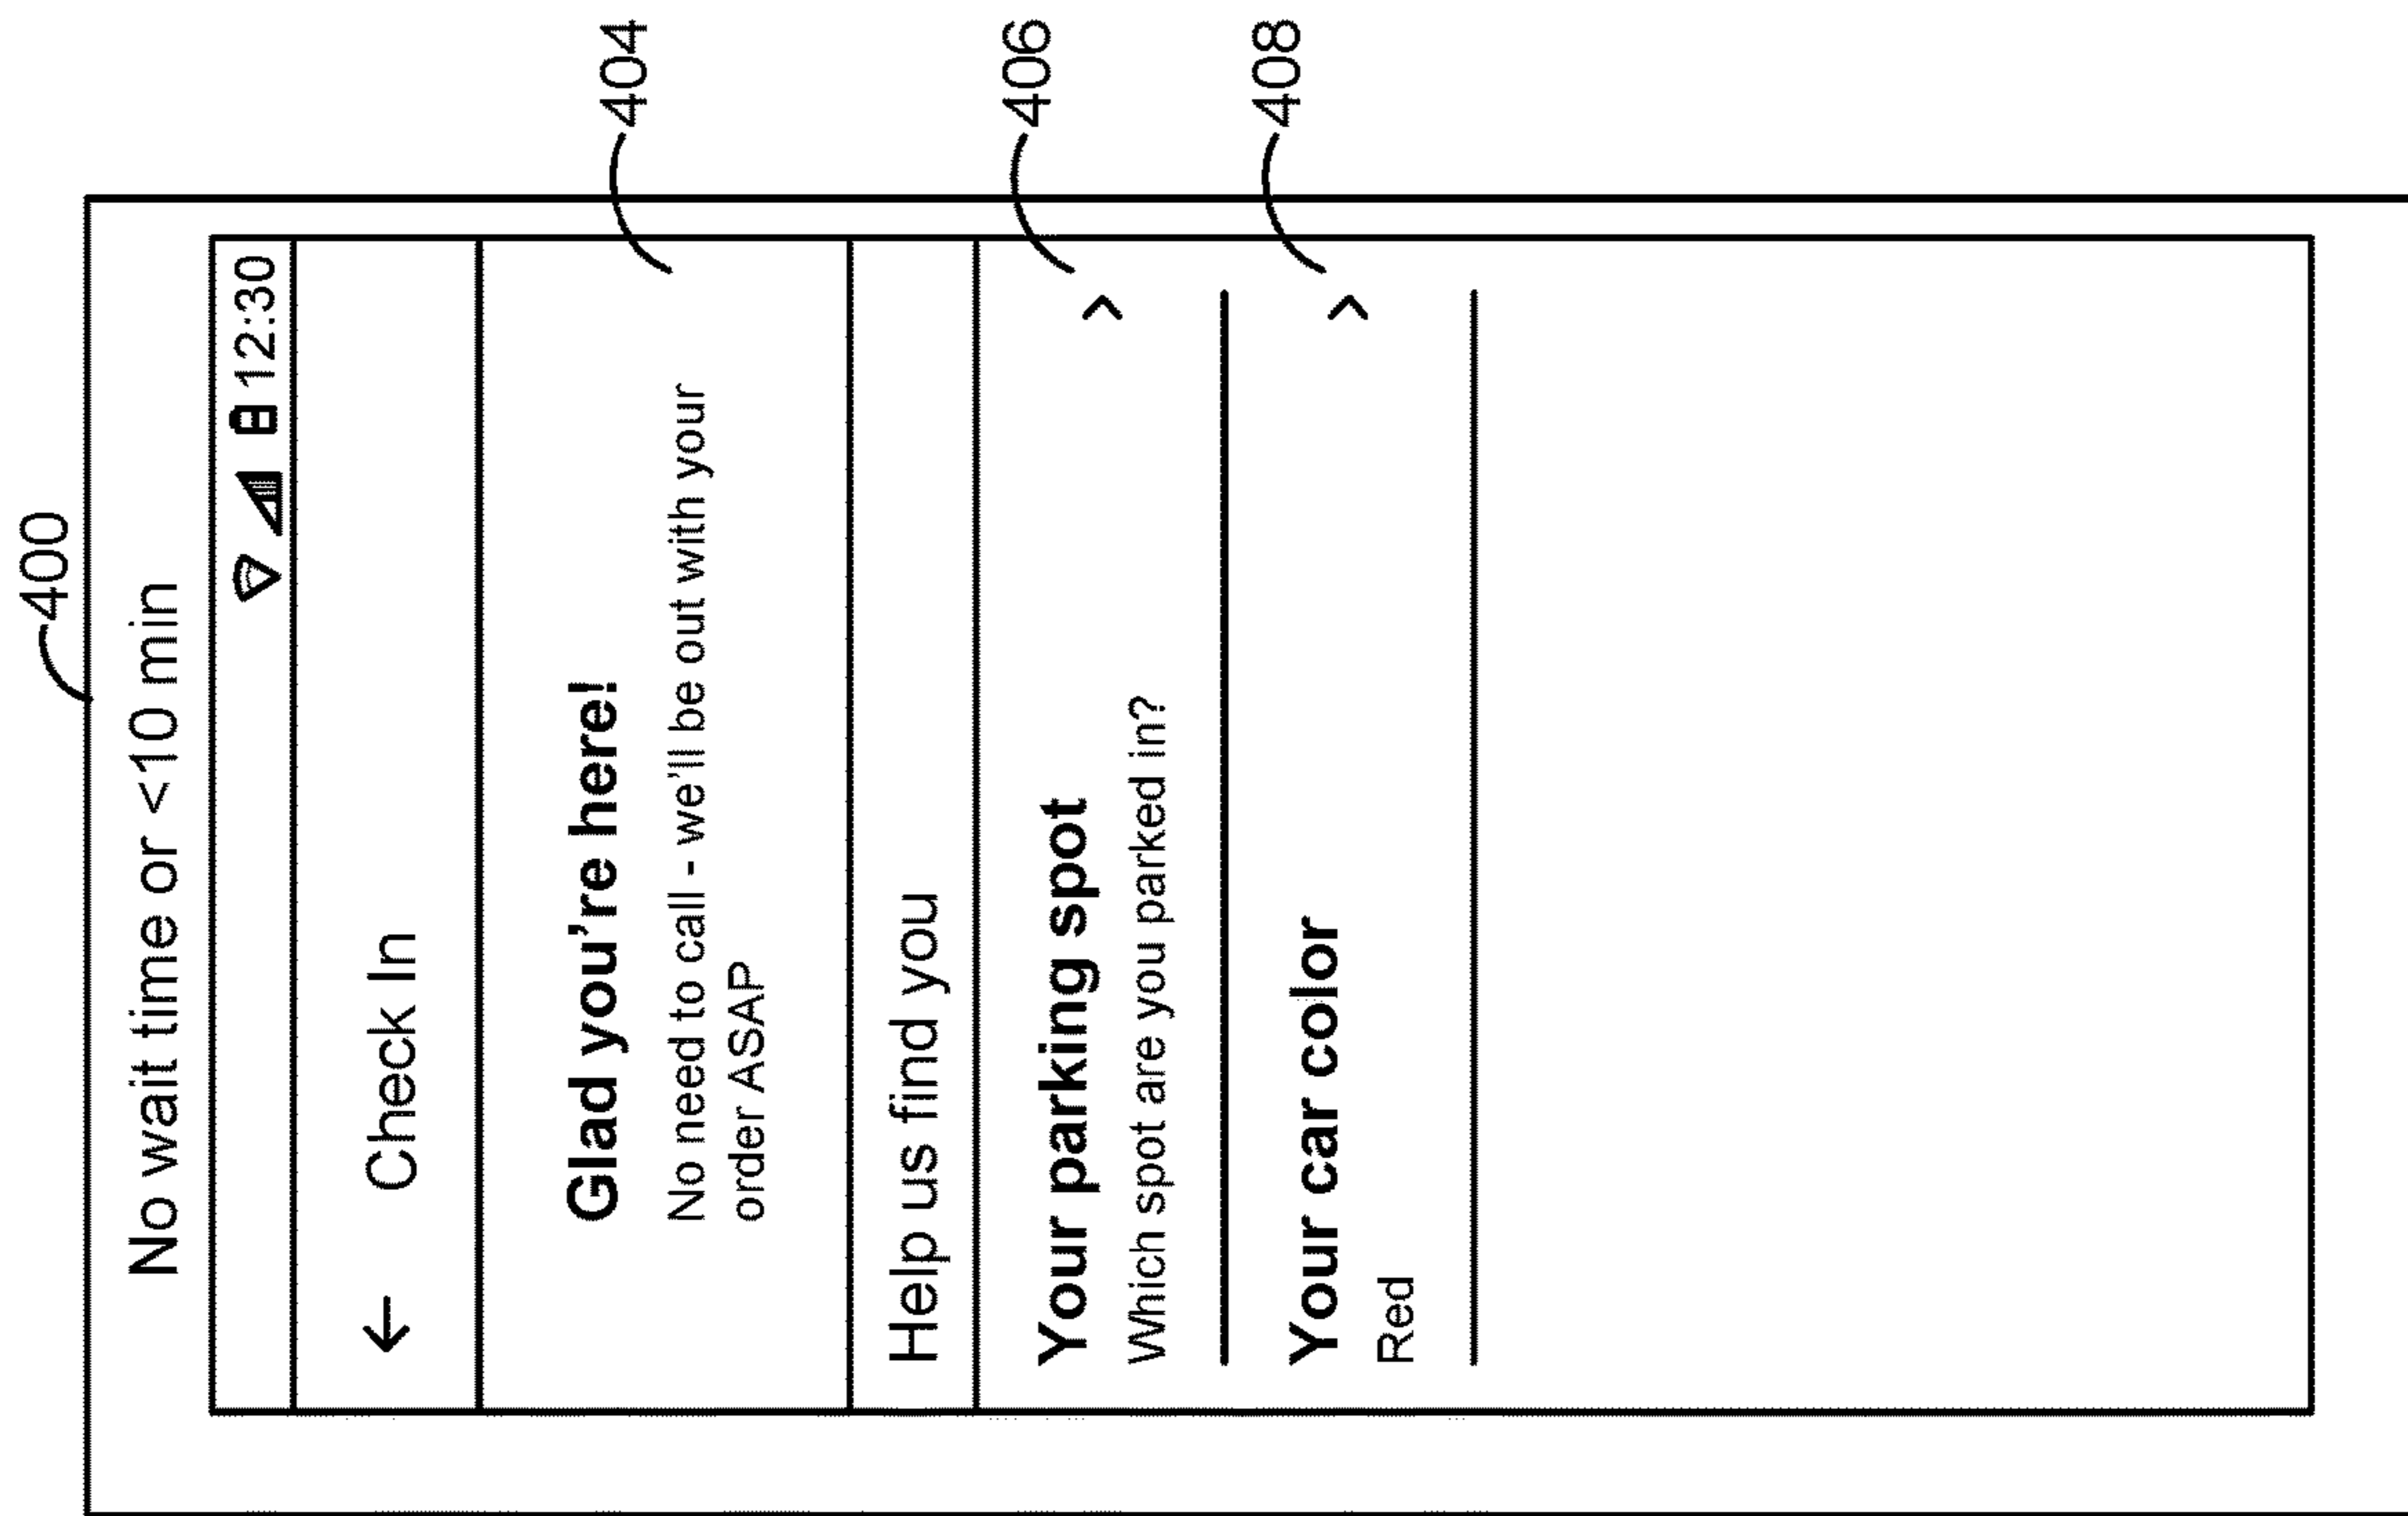 400
No wait time or <10 min
12:30
← Check In
Glad you're here!
No need to call - we'll be out with your
order ASAP
404
Help us find you
Your parking spot
Which spot are you parked in?
406
Your car color
Red
408